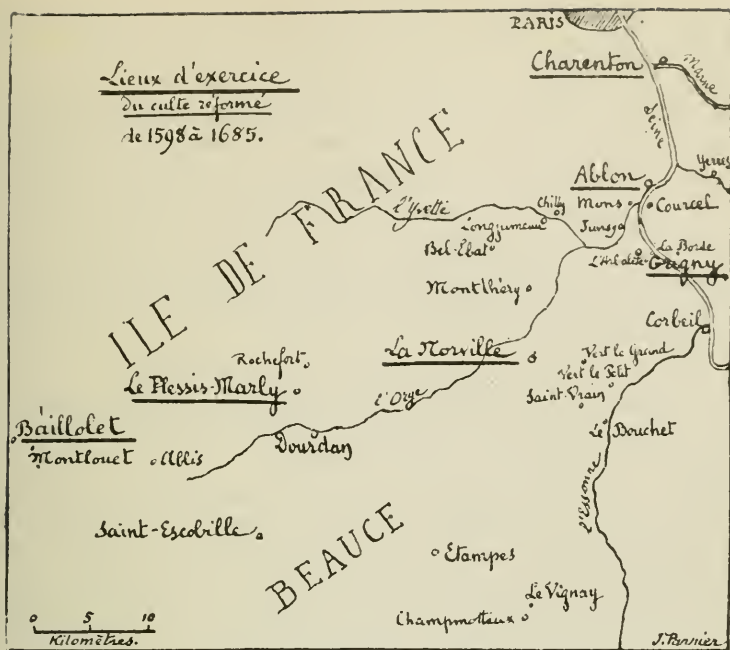 PARIS
Lieux d'exercice
du culte réformé
de 1598 à 1685.
Charenton
Marne
Seine
ILE DE FRANCE
Ablon
Yerres
Mons
Courcel
l'Yvette
Chilly
Longjumeau
Juvisy
Bel-Ebat
La Borde
Grigny
Montlhéry
Corbeil
Rochefort
La Norville
Vert le Grand
Le Plessis-Marly
Vert le Petit
l'Orge
Saint-Vrain
Baillolet
Le Bouchet
Dourdan
Montlouet
Ablis
l'Essonne
Saint-Escobille
BEAUCE
Etampes
Le Vignay
Champmotteux
0 5 10
Kilomètres.